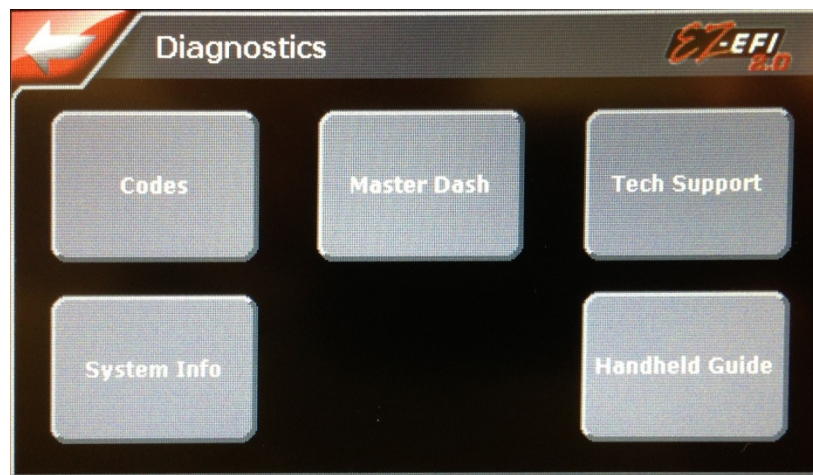 Diagnostics
EZ-EFI
2.0
Codes
Master Dash
Tech Support
System Info
Handheld Guide